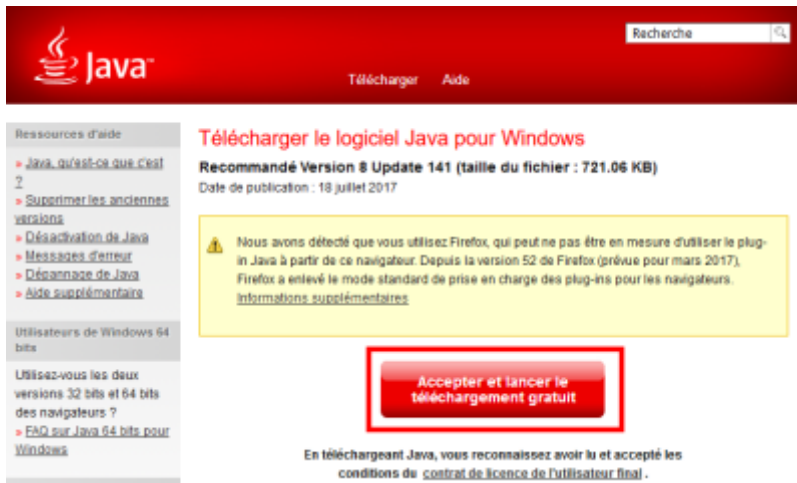 Java™
Recherche
Télécharger Aide
Ressources d'aide
» Java, qu'est-ce que c'est
?
» Supprimer les anciennes
versions
» Désactivation de Java
» Messages d'erreur
» Dépannage de Java
» Aide supplémentaire
Utilisateurs de Windows 64
bits
Utilisez-vous les deux
versions 32 bits et 64 bits
des navigateurs ?
» FAQ sur Java 64 bits pour
Windows
Télécharger le logiciel Java pour Windows
Recommandé Version 8 Update 141 (taille du fichier : 721.06 KB)
Date de publication : 18 juillet 2017
Nous avons détecté que vous utilisez Firefox, qui peut ne pas être en mesure d'utiliser le plug-
in Java à partir de ce navigateur. Depuis la version 52 de Firefox (prévue pour mars 2017),
Firefox a enlevé le mode standard de prise en charge des plug-ins pour les navigateurs.
Informations supplémentaires
Accepter et lancer le
téléchargement gratuit
En téléchargeant Java, vous reconnaissez avoir lu et accepté les
conditions du contrat de licence de l'utilisateur final .